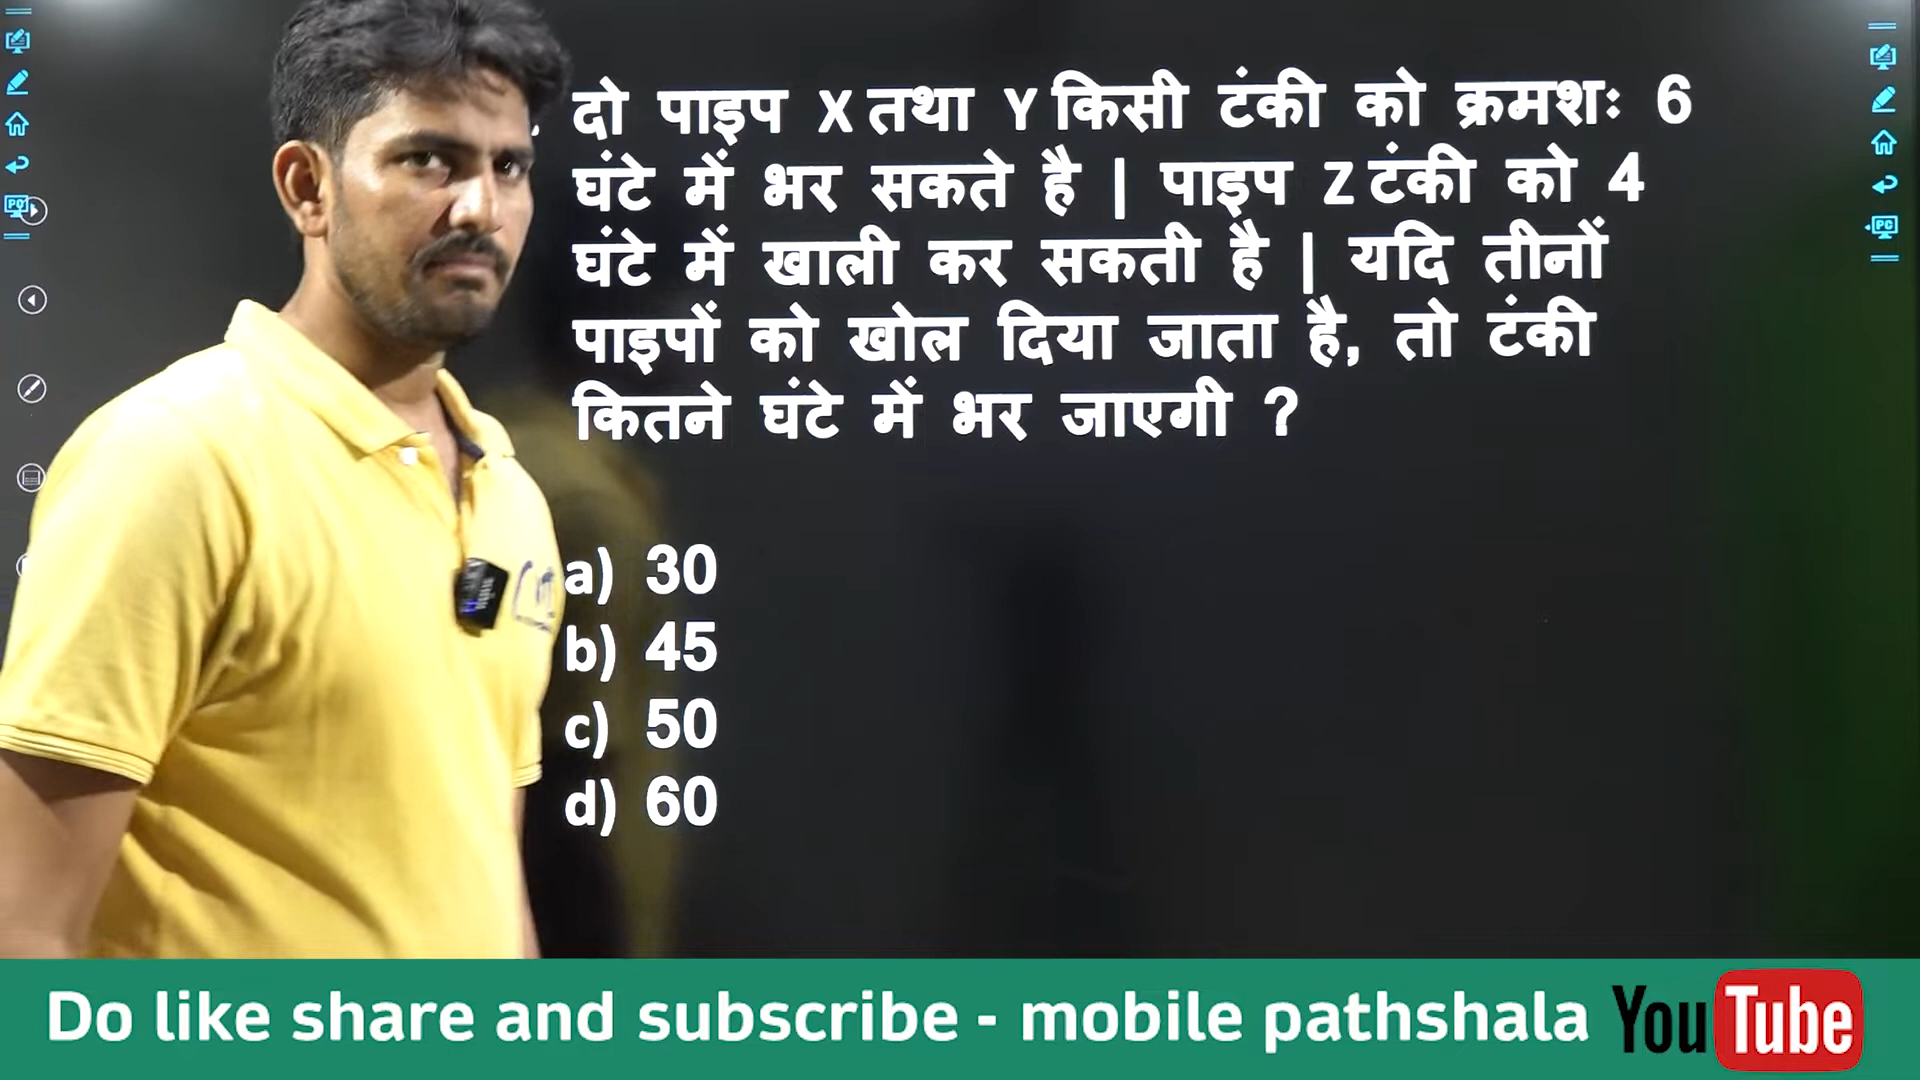 . दो पाइप X तथा Y किसी टंकी को क्रमशः 6
घंटे में भर सकते है | पाइप Z टंकी को 4
घंटे में खाली कर सकती है | यदि तीनों
पाइपों को खोल दिया जाता है, तो टंकी
कितने घंटे में भर जाएगी ?
a) 30
b) 45
c) 50
d) 60
Do like share and subscribe - mobile pathshala YouTube